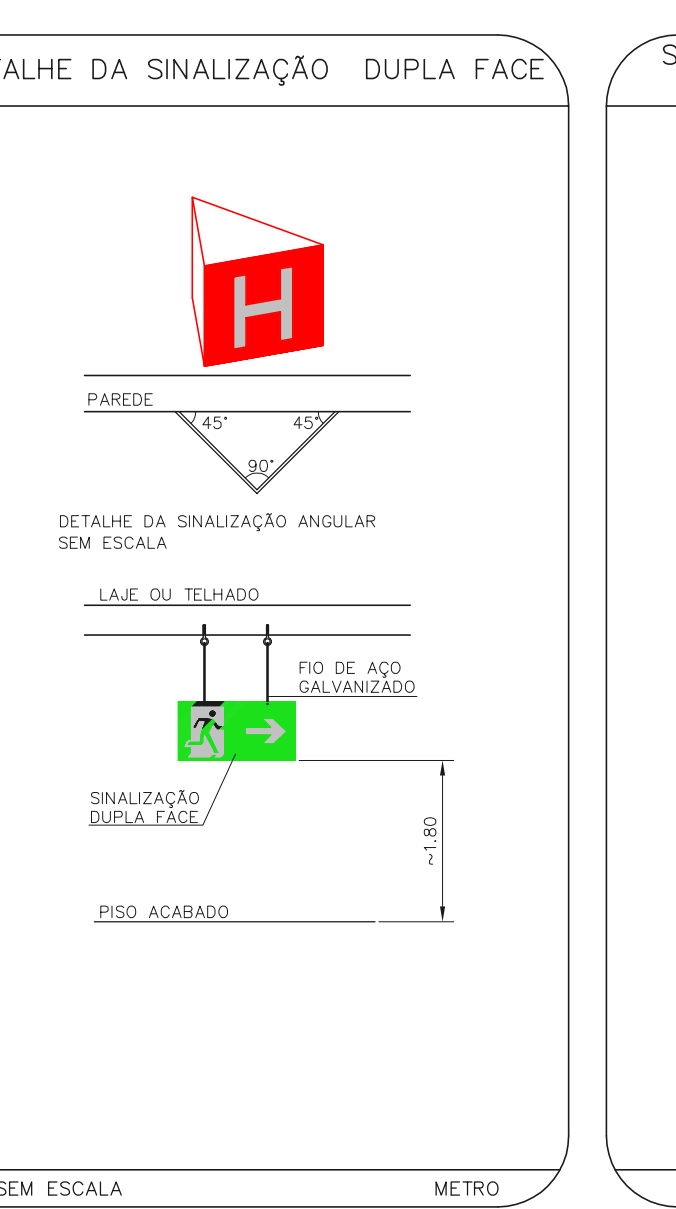 TALHE DA SINALIZAÇÃO DUPLA FACE
S
H
PAREDE
45° 45°
90°
DETALHE DA SINALIZAÇÃO ANGULAR
SEM ESCALA
LAJE OU TELHADO
FIO DE AÇO
GALVANIZADO
SINALIZAÇÃO
DUPLA FACE
~1.80
PISO ACABADO
SEM ESCALA METRO